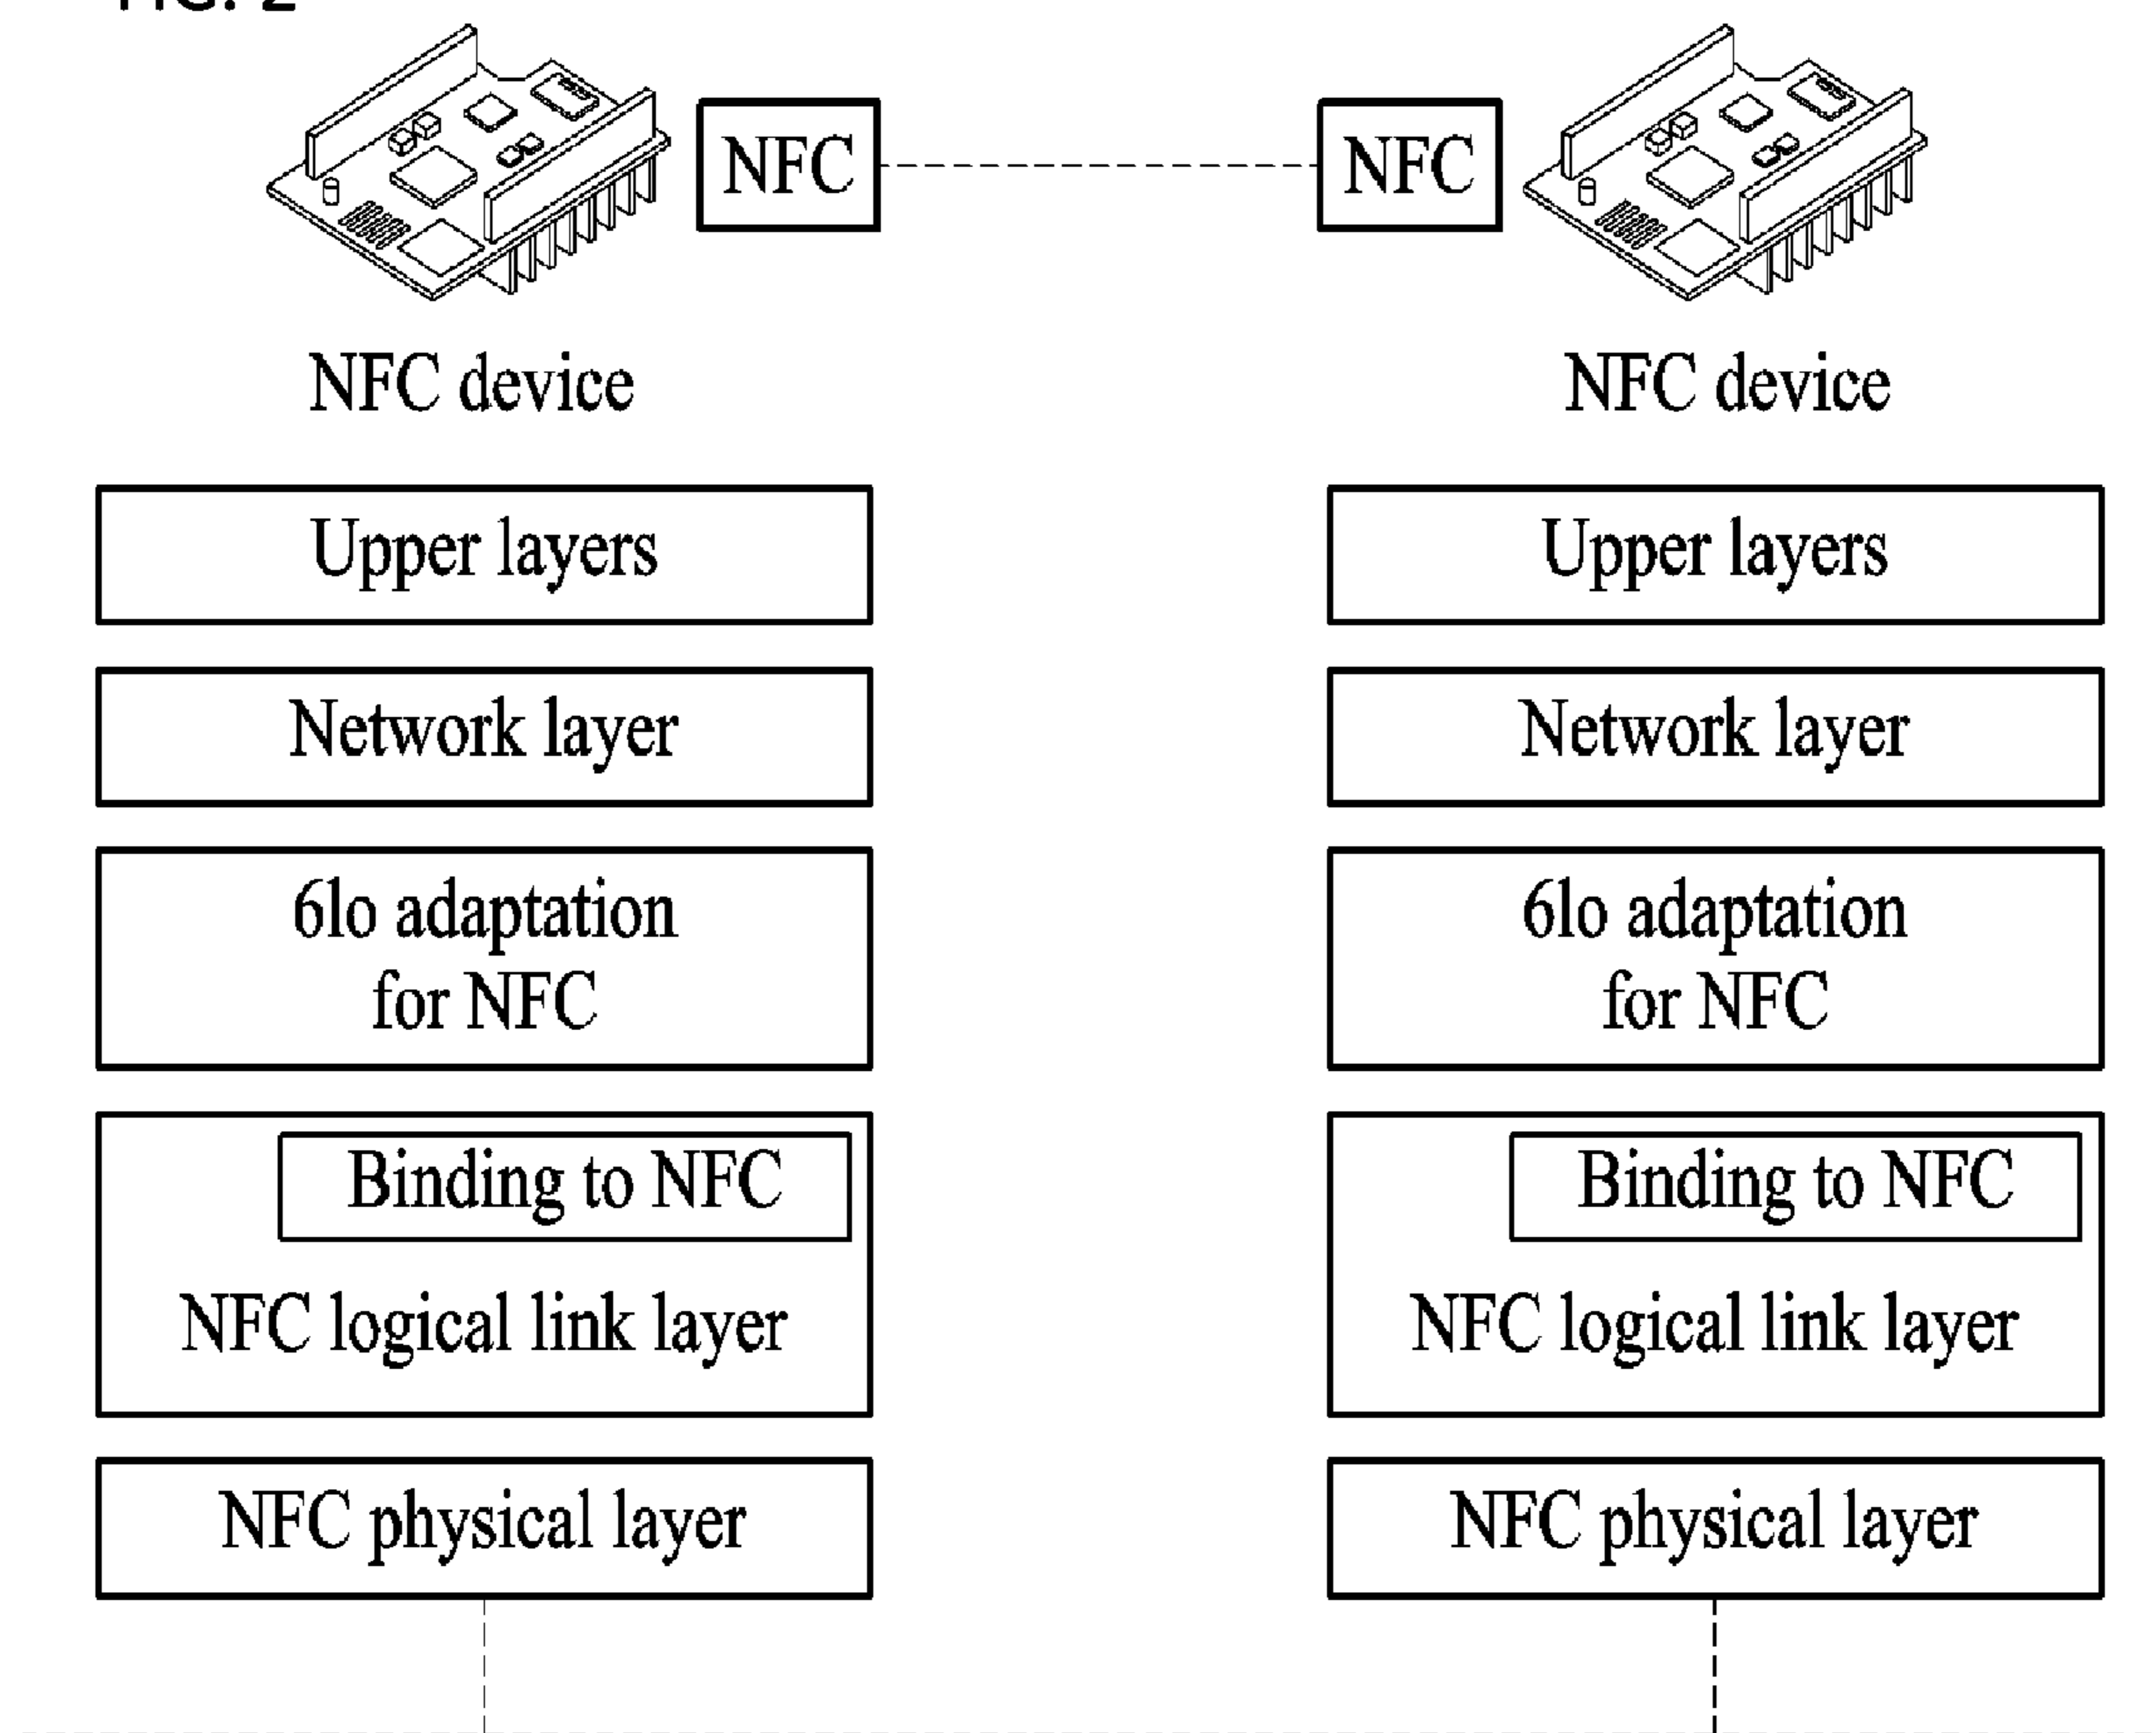 FIG. 2
NFC
NFC
NFC device
NFC device
Upper layers
Upper layers
Network layer
Network layer
6lo adaptation
for NFC
6lo adaptation
for NFC
Binding to NFC
NFC logical link layer
Binding to NFC
NFC logical link layer
NFC physical layer
NFC physical layer